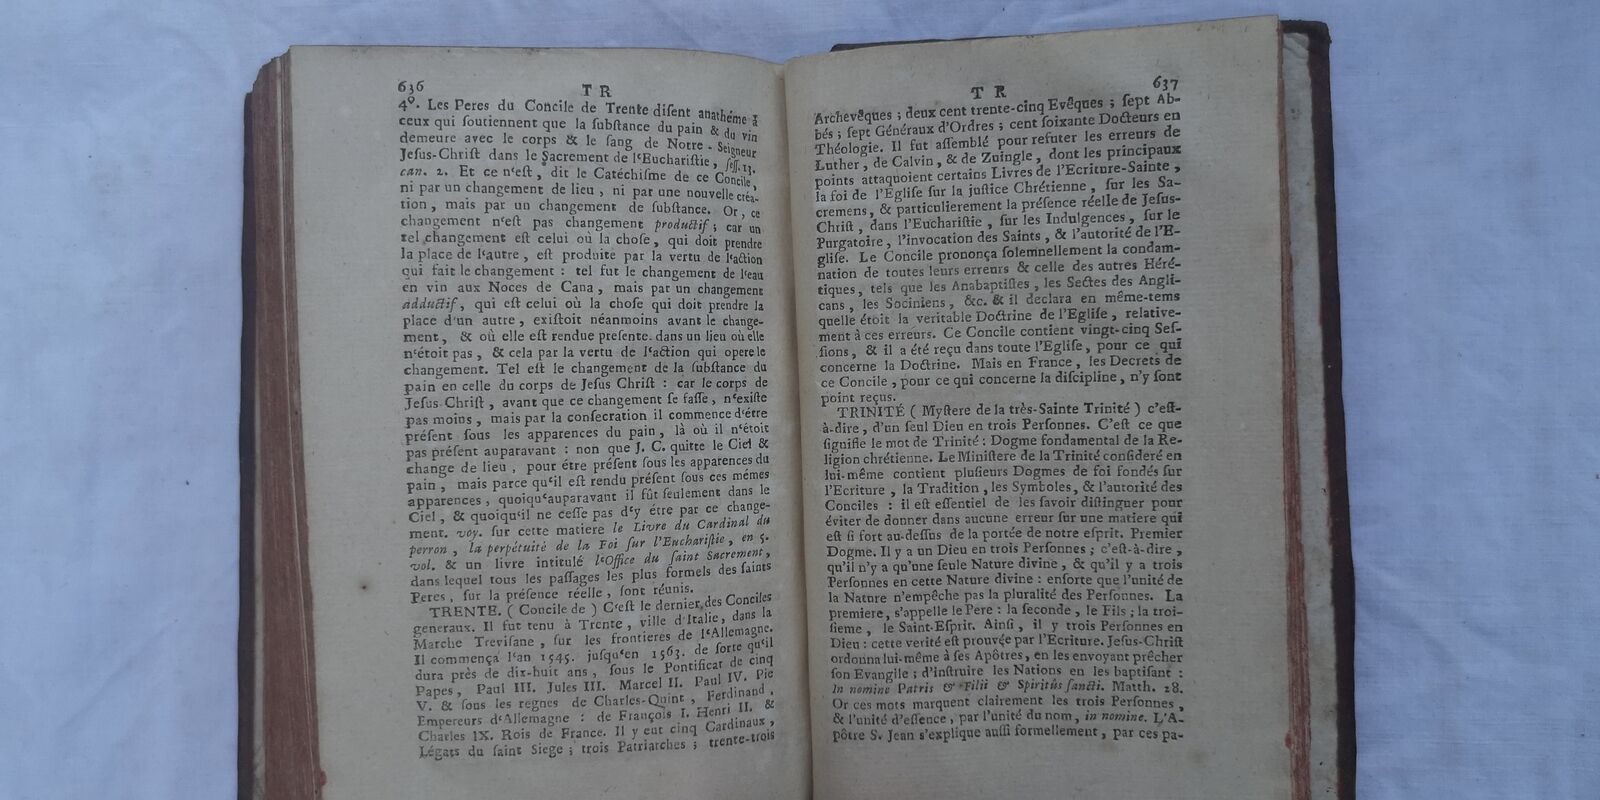 636
T R
4°. Les Peres du Concile de Trente diſent anathéme à
ceux qui ſoutiennent que la ſubſtance du pain & du vin
demeure avec le corps & le ſang de Notre-Seigneur
Jeſus-Chriſt dans le Sacrement de l'Euchariſtie, ſeſſ. 13.
can. 2. Et ce n'eſt, dit le Catéchiſme de ce Concile,
ni par un changement de lieu, ni par une nouvelle créa-
tion, mais par un changement de ſubſtance. Or, ce
changement n'eſt pas changement productif; car un
tel changement eſt celui où la choſe, qui doit prendre
la place de l'autre, eſt produite par la vertu de l'action
qui fait le changement : tel fut le changement de l'eau
en vin aux Noces de Cana, mais par un changement
adductif, qui eſt celui où la choſe qui doit prendre la
place d'un autre, exiſtoit néanmoins avant le change-
ment, & où elle eſt rendue preſente dans un lieu où elle
n'étoit pas, & cela par la vertu de l'action qui opere le
changement. Tel eſt le changement de la ſubſtance du
pain en celle du corps de Jeſus Chriſt : car le corps de
Jeſus-Chriſt, avant que ce changement ſe faſſe, n'exiſte
pas moins, mais par la conſecration il commence d'étre
préſent ſous les apparences du pain, là où il n'étoit
pas préſent auparavant : non que J. C. quitte le Ciel &
change de lieu, pour étre préſent ſous les apparences du
pain, mais parce qu'il eſt rendu préſent ſous ces mémes
apparences, quoiqu'auparavant il fût ſeulement dans le
Ciel, & quoiqu'il ne ceſſe pas d'y étre par ce change-
ment. voy. ſur cette matiere le Livre du Cardinal du
perron, la perpétuité de la Foi ſur l'Euchariſtie, en 5.
vol. & un livre intitulé l'Office du ſaint Sacrement,
dans lequel tous les paſſages les plus formels des ſaints
Peres, ſur la préſence réelle, ſont réunis.
TRENTE. ( Concile de ) C'eſt le dernier des Conciles
generaux. Il fut tenu à Trente, ville d'Italie, dans la
Marche Treviſane, ſur les frontieres de l'Allemagne.
Il commença l'an 1545. juſqu'en 1563. de ſorte qu'il
dura près de dix-huit ans, ſous le Pontificat de cinq
Papes, Paul III. Jules III. Marcel II. Paul IV. Pie
V. & ſous les regnes de Charles-Quint, Ferdinand,
Empereurs d'Allemagne : de François I. Henri II. &
Charles IX. Rois de France. Il y eut cinq Cardinaux,
Légats du ſaint Siege; trois Patriarches; trente-trois
T R
637
Archevêques; deux cent trente-cinq Evêques; ſept Ab-
bés; ſept Généraux d'Ordres; cent ſoixante Docteurs en
Théologie. Il fut aſſemblé pour refuter les erreurs de
Luther, de Calvin, & de Zuingle, dont les principaux
points attaquoient certains Livres de l'Ecriture-Sainte,
la foi de l'Egliſe ſur la juſtice Chrétienne, ſur les Sa-
cremens, & particulierement la préſence réelle de Jeſus-
Chriſt, dans l'Euchariſtie, ſur les Indulgences, ſur le
Purgatoire, l'invocation des Saints, & l'autorité de l'E-
gliſe. Le Concile prononça ſolemnellement la condam-
nation de toutes leurs erreurs & celle des autres Héré-
tiques, tels que les Anabaptiſtes, les Sectes des Angli-
cans, les Sociniens, &c. & il declara en même-tems
quelle étoit la veritable Doctrine de l'Egliſe, relative-
ment à ces erreurs. Ce Concile contient vingt-cinq Seſ-
ſions, & il a été reçu dans toute l'Egliſe, pour ce qui
concerne la Doctrine. Mais en France, les Decrets de
ce Concile, pour ce qui concerne la diſcipline, n'y ſont
point reçus.
TRINITÉ ( Myſtere de la très-Sainte Trinité ) c'eſt-
à-dire, d'un ſeul Dieu en trois Perſonnes. C'eſt ce que
ſignifie le mot de Trinité : Dogme fondamental de la Re-
ligion chrétienne. Le Miniſtere de la Trinité conſideré en
lui-même contient pluſieurs Dogmes de foi fondés ſur
l'Ecriture, la Tradition, les Symboles, & l'autorité des
Conciles : il eſt eſſentiel de les ſavoir diſtinguer pour
éviter de donner dans aucune erreur ſur une matiere qui
eſt ſi fort au-deſſus de la portée de notre eſprit. Premier
Dogme. Il y a un Dieu en trois Perſonnes; c'eſt-à-dire,
qu'il n'y a qu'une ſeule Nature divine, & qu'il y a trois
Perſonnes en cette Nature divine : enſorte que l'unité de
la Nature n'empêche pas la pluralité des Perſonnes. La
premiere, s'appelle le Pere : la ſeconde, le Fils; la troi-
ſieme, le Saint-Eſprit. Ainſi, il y trois Perſonnes en
Dieu : cette verité eſt prouvée par l'Ecriture. Jeſus-Chriſt
ordonna lui-même à ſes Apôtres, en les envoyant prêcher
ſon Evangile; d'inſtruire les Nations en les baptiſant :
In nomine Patris & Filii & Spiritûs ſancti. Matth. 28.
Or ces mots marquent clairement les trois Perſonnes,
& l'unité d'eſſence, par l'unité du nom, in nomine. L'A-
pôtre S. Jean s'explique auſſi formellement, par ces pa-